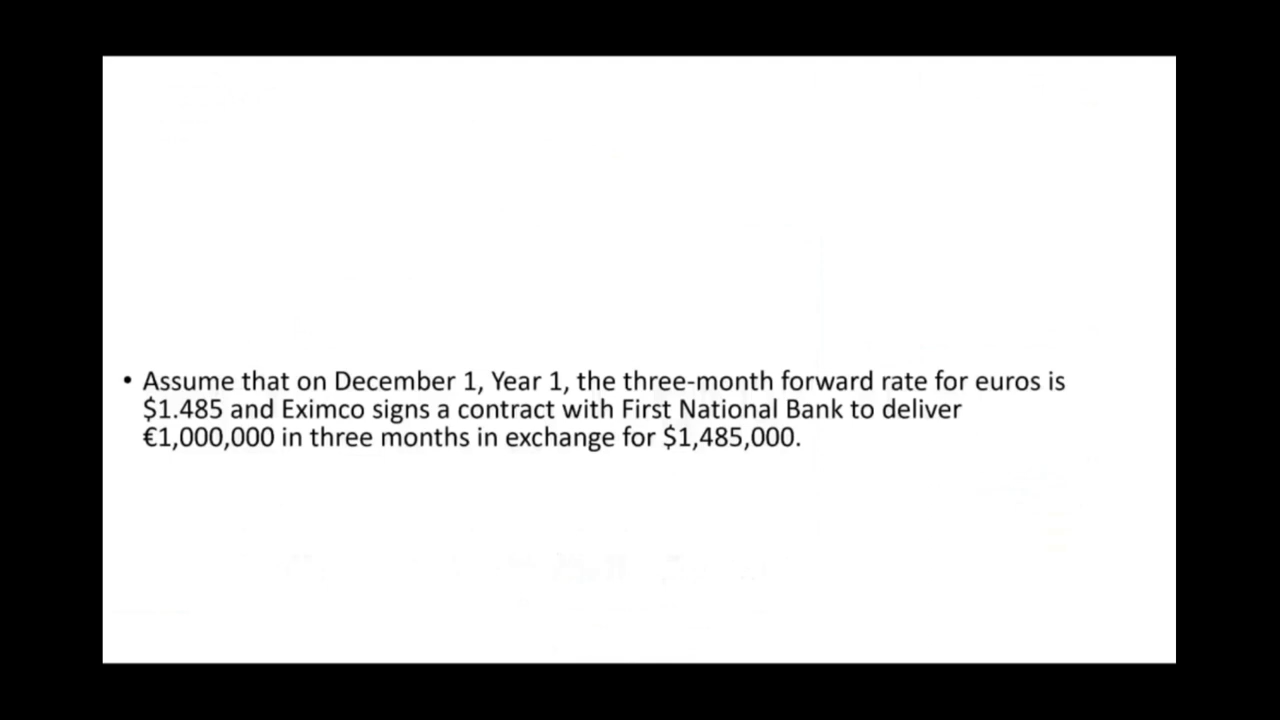 • Assume that on December 1, Year 1, the three-month forward rate for euros is
$1.485 and Eximco signs a contract with First National Bank to deliver
€1,000,000 in three months in exchange for $1,485,000.